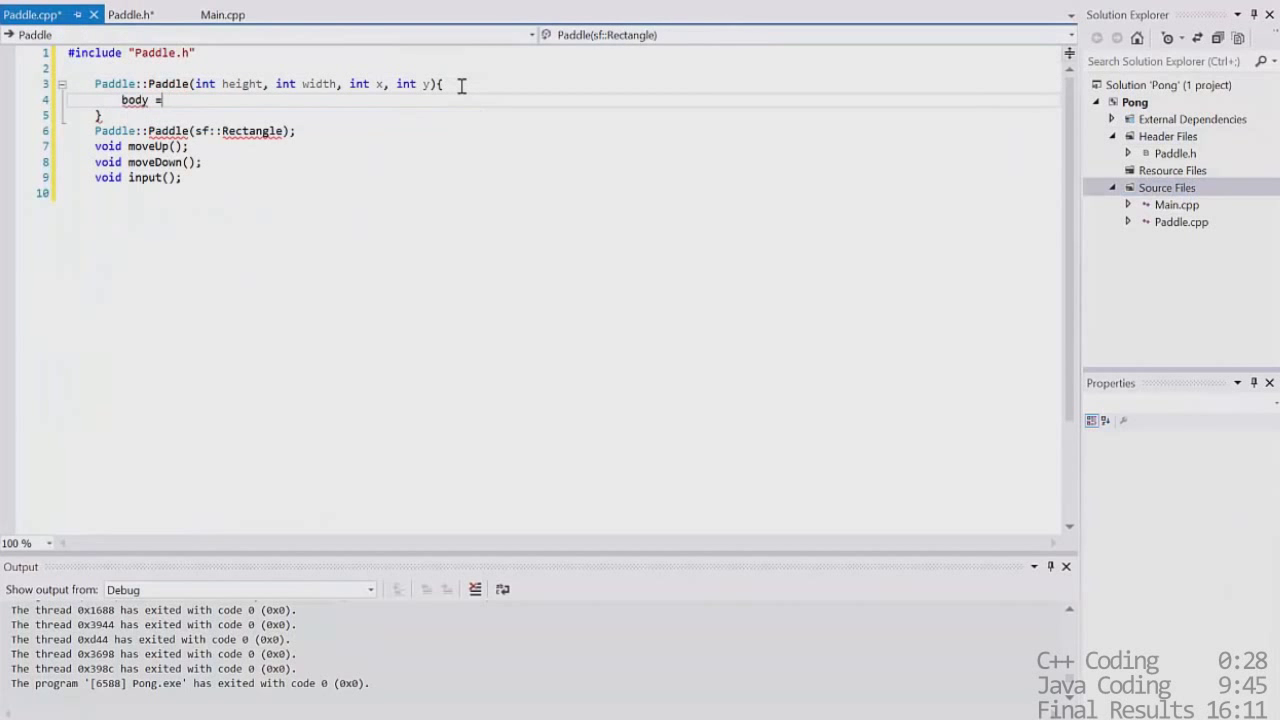 Paddle.cpp*
Paddle.h*
Main.cpp
Solution Explorer
Paddle
Paddle(sf::Rectangle)
1 #include "Paddle.h"
2
3 Paddle::Paddle(int height, int width, int x, int y){
4 body =
5 }
6 Paddle::Paddle(sf::Rectangle);
7 void moveUp();
8 void moveDown();
9 void input();
10
Search Solution Explorer (Ctrl+;)
Solution 'Pong' (1 project)
Pong
External Dependencies
Header Files
Paddle.h
Resource Files
Source Files
Main.cpp
Paddle.cpp
Properties
100 %
Output
Show output from: Debug
The thread 0x1688 has exited with code 0 (0x0).
The thread 0x3944 has exited with code 0 (0x0).
The thread 0xd44 has exited with code 0 (0x0).
The thread 0x3698 has exited with code 0 (0x0).
The thread 0x398c has exited with code 0 (0x0).
The program '[6588] Pong.exe' has exited with code 0 (0x0).
C++ Coding 0:28
Java Coding 9:45
Final Results 16:11